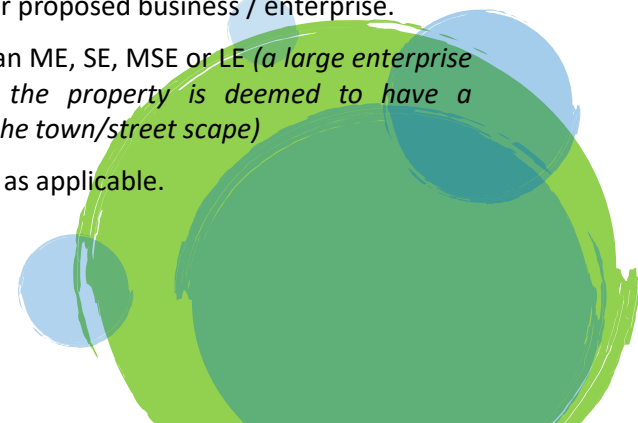 r proposed business / enterprise.
an ME, SE, MSE or LE (a large enterprise
the property is deemed to have a
he town/street scape)
as applicable.